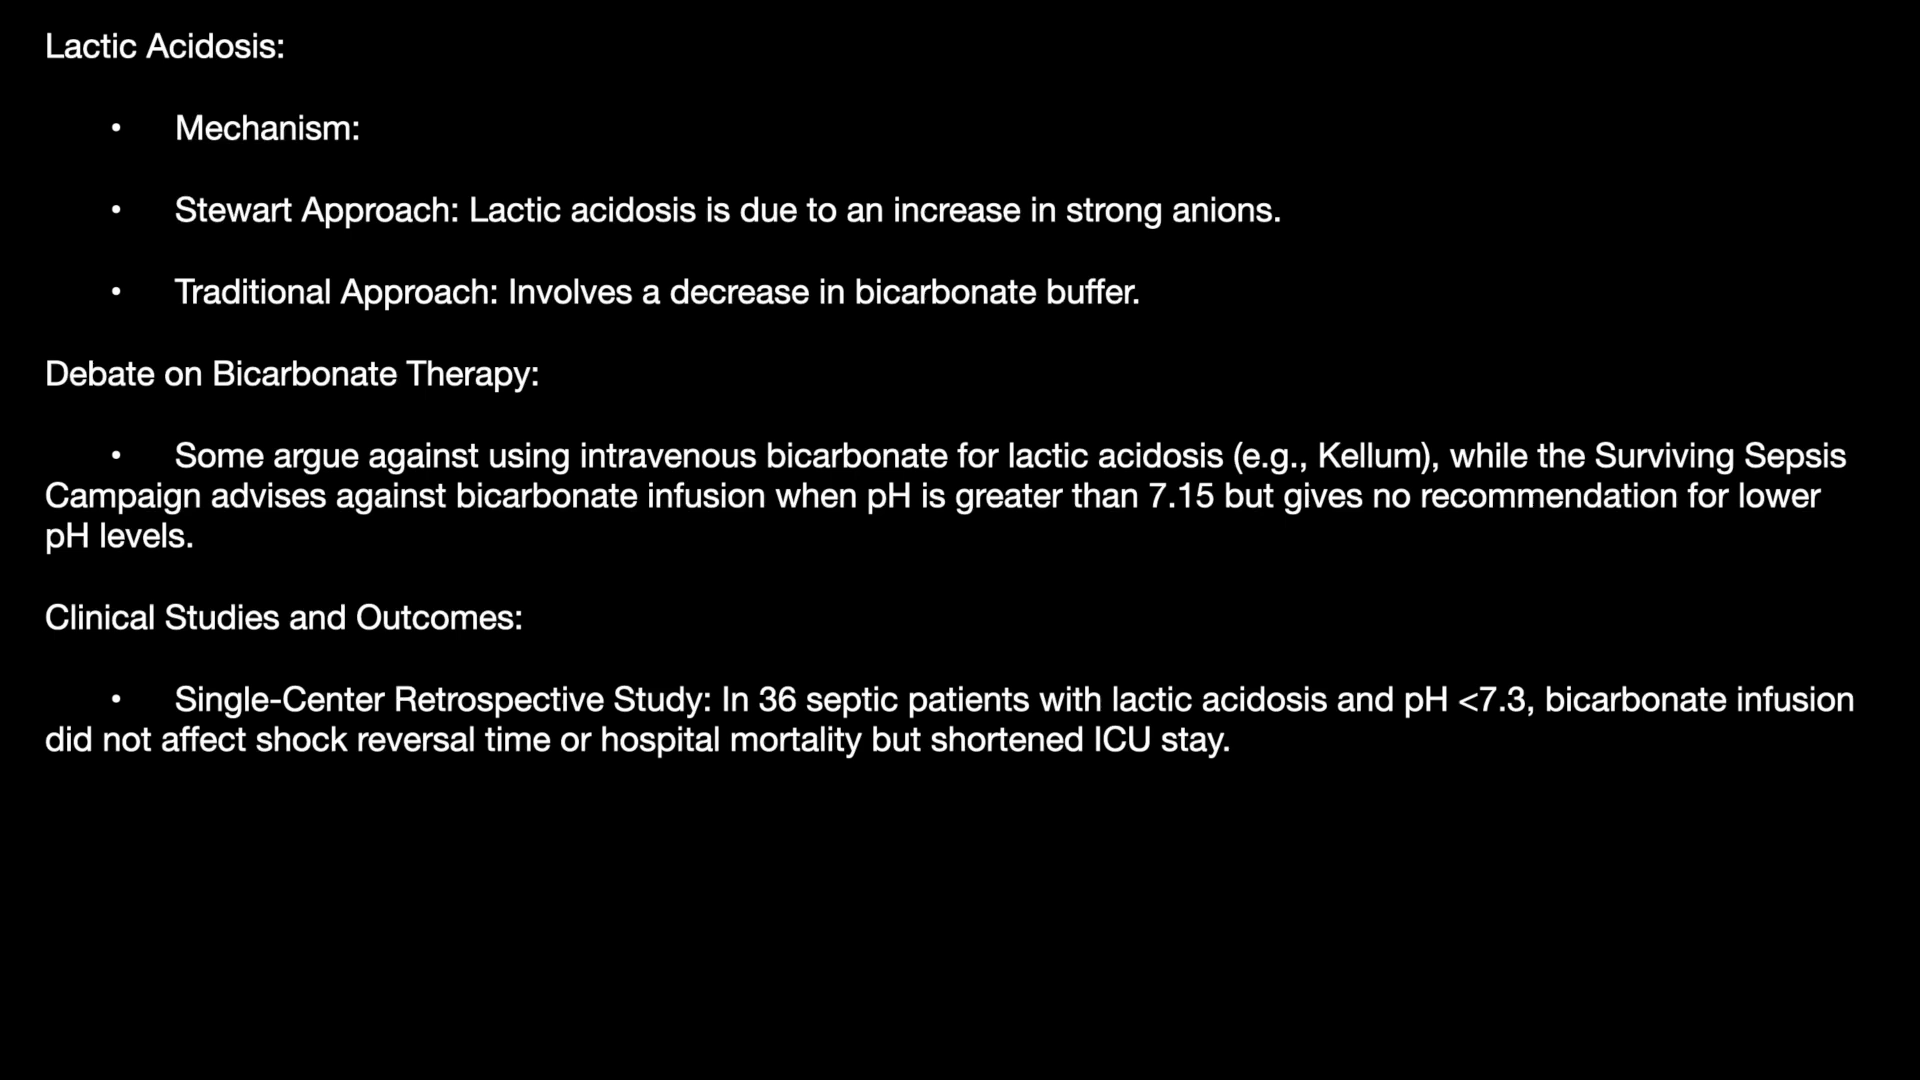 Lactic Acidosis:
• Mechanism:
• Stewart Approach: Lactic acidosis is due to an increase in strong anions.
• Traditional Approach: Involves a decrease in bicarbonate buffer.
Debate on Bicarbonate Therapy:
• Some argue against using intravenous bicarbonate for lactic acidosis (e.g., Kellum), while the Surviving Sepsis
Campaign advises against bicarbonate infusion when pH is greater than 7.15 but gives no recommendation for lower
pH levels.
Clinical Studies and Outcomes:
• Single-Center Retrospective Study: In 36 septic patients with lactic acidosis and pH <7.3, bicarbonate infusion
did not affect shock reversal time or hospital mortality but shortened ICU stay.